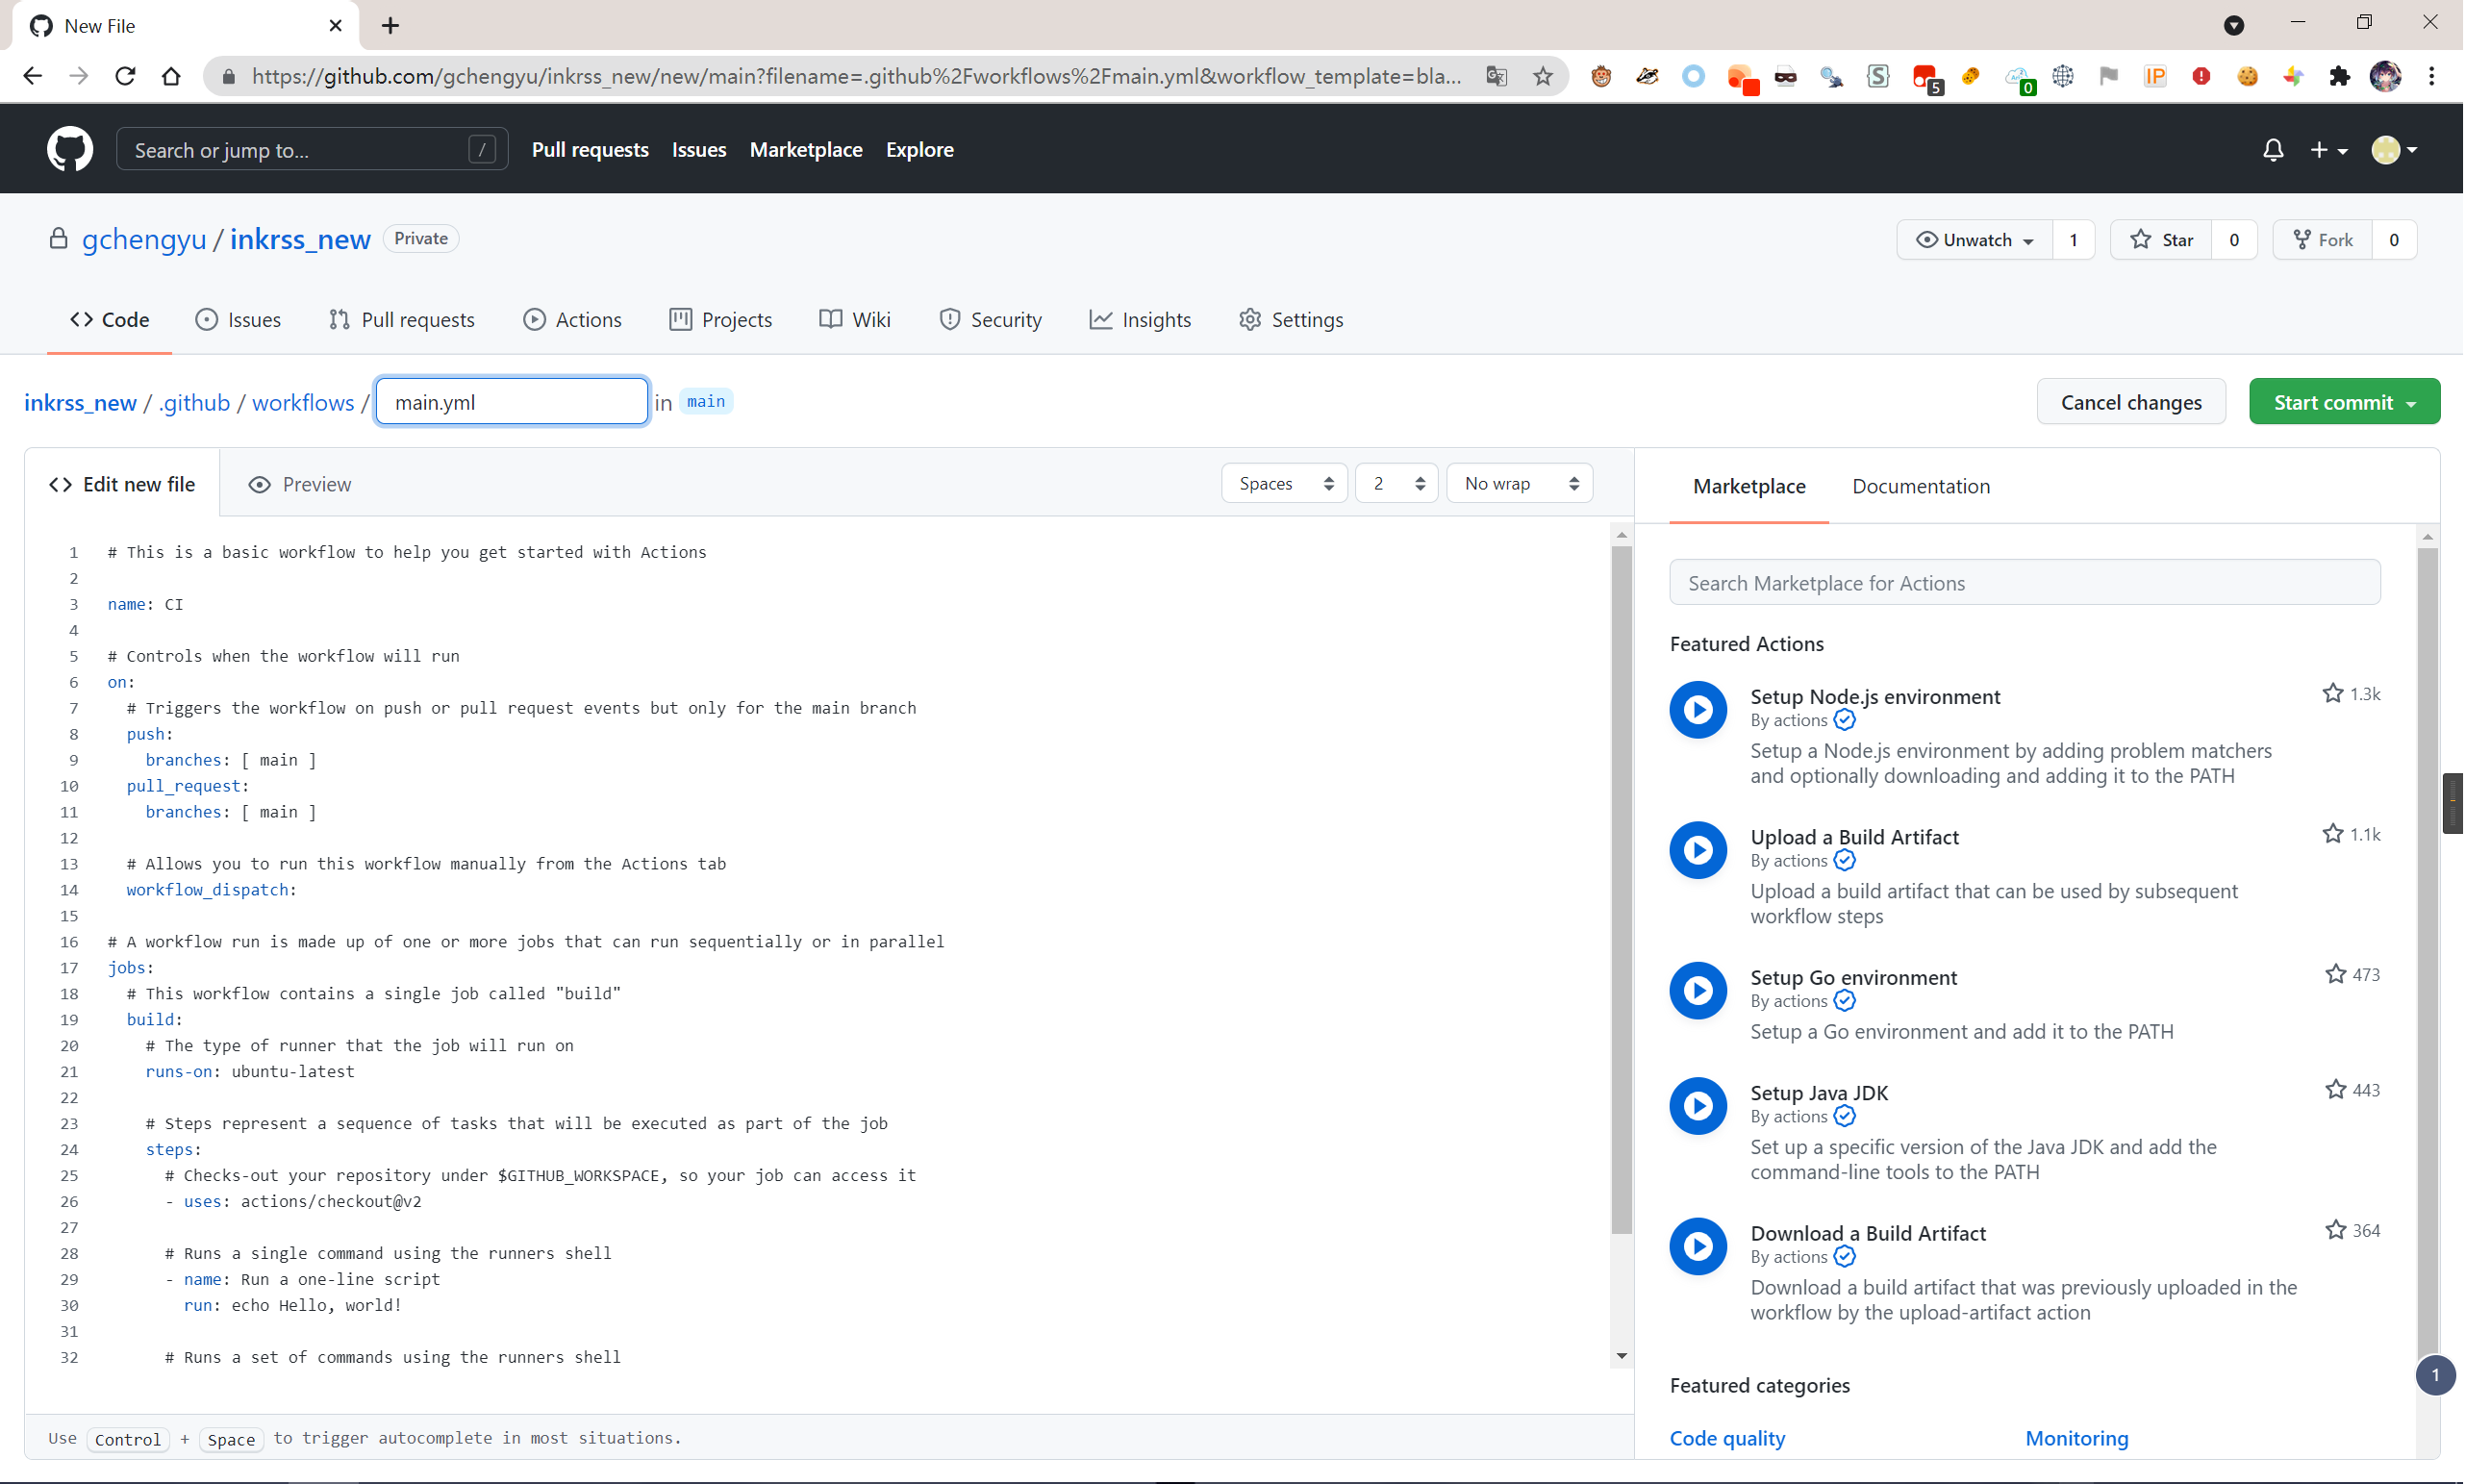 New File
https://github.com/gchengyu/inkrss_new/new/main?filename=.github%2Fworkflows%2Fmain.yml&workflow_template=bla...
5
0
IP
Search or jump to...
/
Pull requests
Issues
Marketplace
Explore
gchengyu / inkrss_new
Private
Unwatch
1
Star
0
Fork
0
Code
Issues
Pull requests
Actions
Projects
Wiki
Security
Insights
Settings
inkrss_new / .github / workflows / main.yml in main
Cancel changes
Start commit
Edit new file
Preview
Spaces
2
No wrap
1 # This is a basic workflow to help you get started with Actions
2
3 name: CI
4
5 # Controls when the workflow will run
6 on:
7 # Triggers the workflow on push or pull request events but only for the main branch
8 push:
9 branches: [ main ]
10 pull_request:
11 branches: [ main ]
12
13 # Allows you to run this workflow manually from the Actions tab
14 workflow_dispatch:
15
16 # A workflow run is made up of one or more jobs that can run sequentially or in parallel
17 jobs:
18 # This workflow contains a single job called "build"
19 build:
20 # The type of runner that the job will run on
21 runs-on: ubuntu-latest
22
23 # Steps represent a sequence of tasks that will be executed as part of the job
24 steps:
25 # Checks-out your repository under $GITHUB_WORKSPACE, so your job can access it
26 - uses: actions/checkout@v2
27
28 # Runs a single command using the runners shell
29 - name: Run a one-line script
30 run: echo Hello, world!
31
32 # Runs a set of commands using the runners shell
Use Control + Space to trigger autocomplete in most situations.
Marketplace
Documentation
Search Marketplace for Actions
Featured Actions
Setup Node.js environment
1.3k
By actions
Setup a Node.js environment by adding problem matchers
and optionally downloading and adding it to the PATH
Upload a Build Artifact
1.1k
By actions
Upload a build artifact that can be used by subsequent
workflow steps
Setup Go environment
473
By actions
Setup a Go environment and add it to the PATH
Setup Java JDK
443
By actions
Set up a specific version of the Java JDK and add the
command-line tools to the PATH
Download a Build Artifact
364
By actions
Download a build artifact that was previously uploaded in the
workflow by the upload-artifact action
1
Featured categories
Code quality
Monitoring